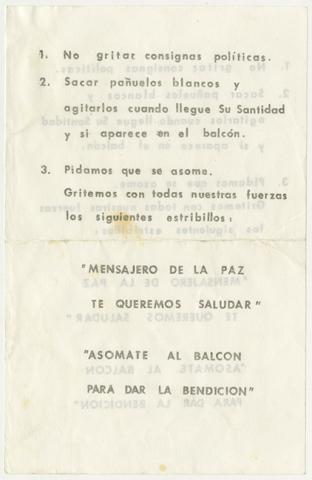 1. No gritar consignas políticas.
2. Sacar pañuelos blancos y
agitarlos cuando llegue Su Santidad
y si aparece en el balcón.
3. Pidamos que se asome.
Gritemos con todas nuestras fuerzas
los siguientes estribillos:
"MENSAJERO DE LA PAZ
TE QUEREMOS SALUDAR"
"ASOMATE AL BALCON
PARA DAR LA BENDICION"